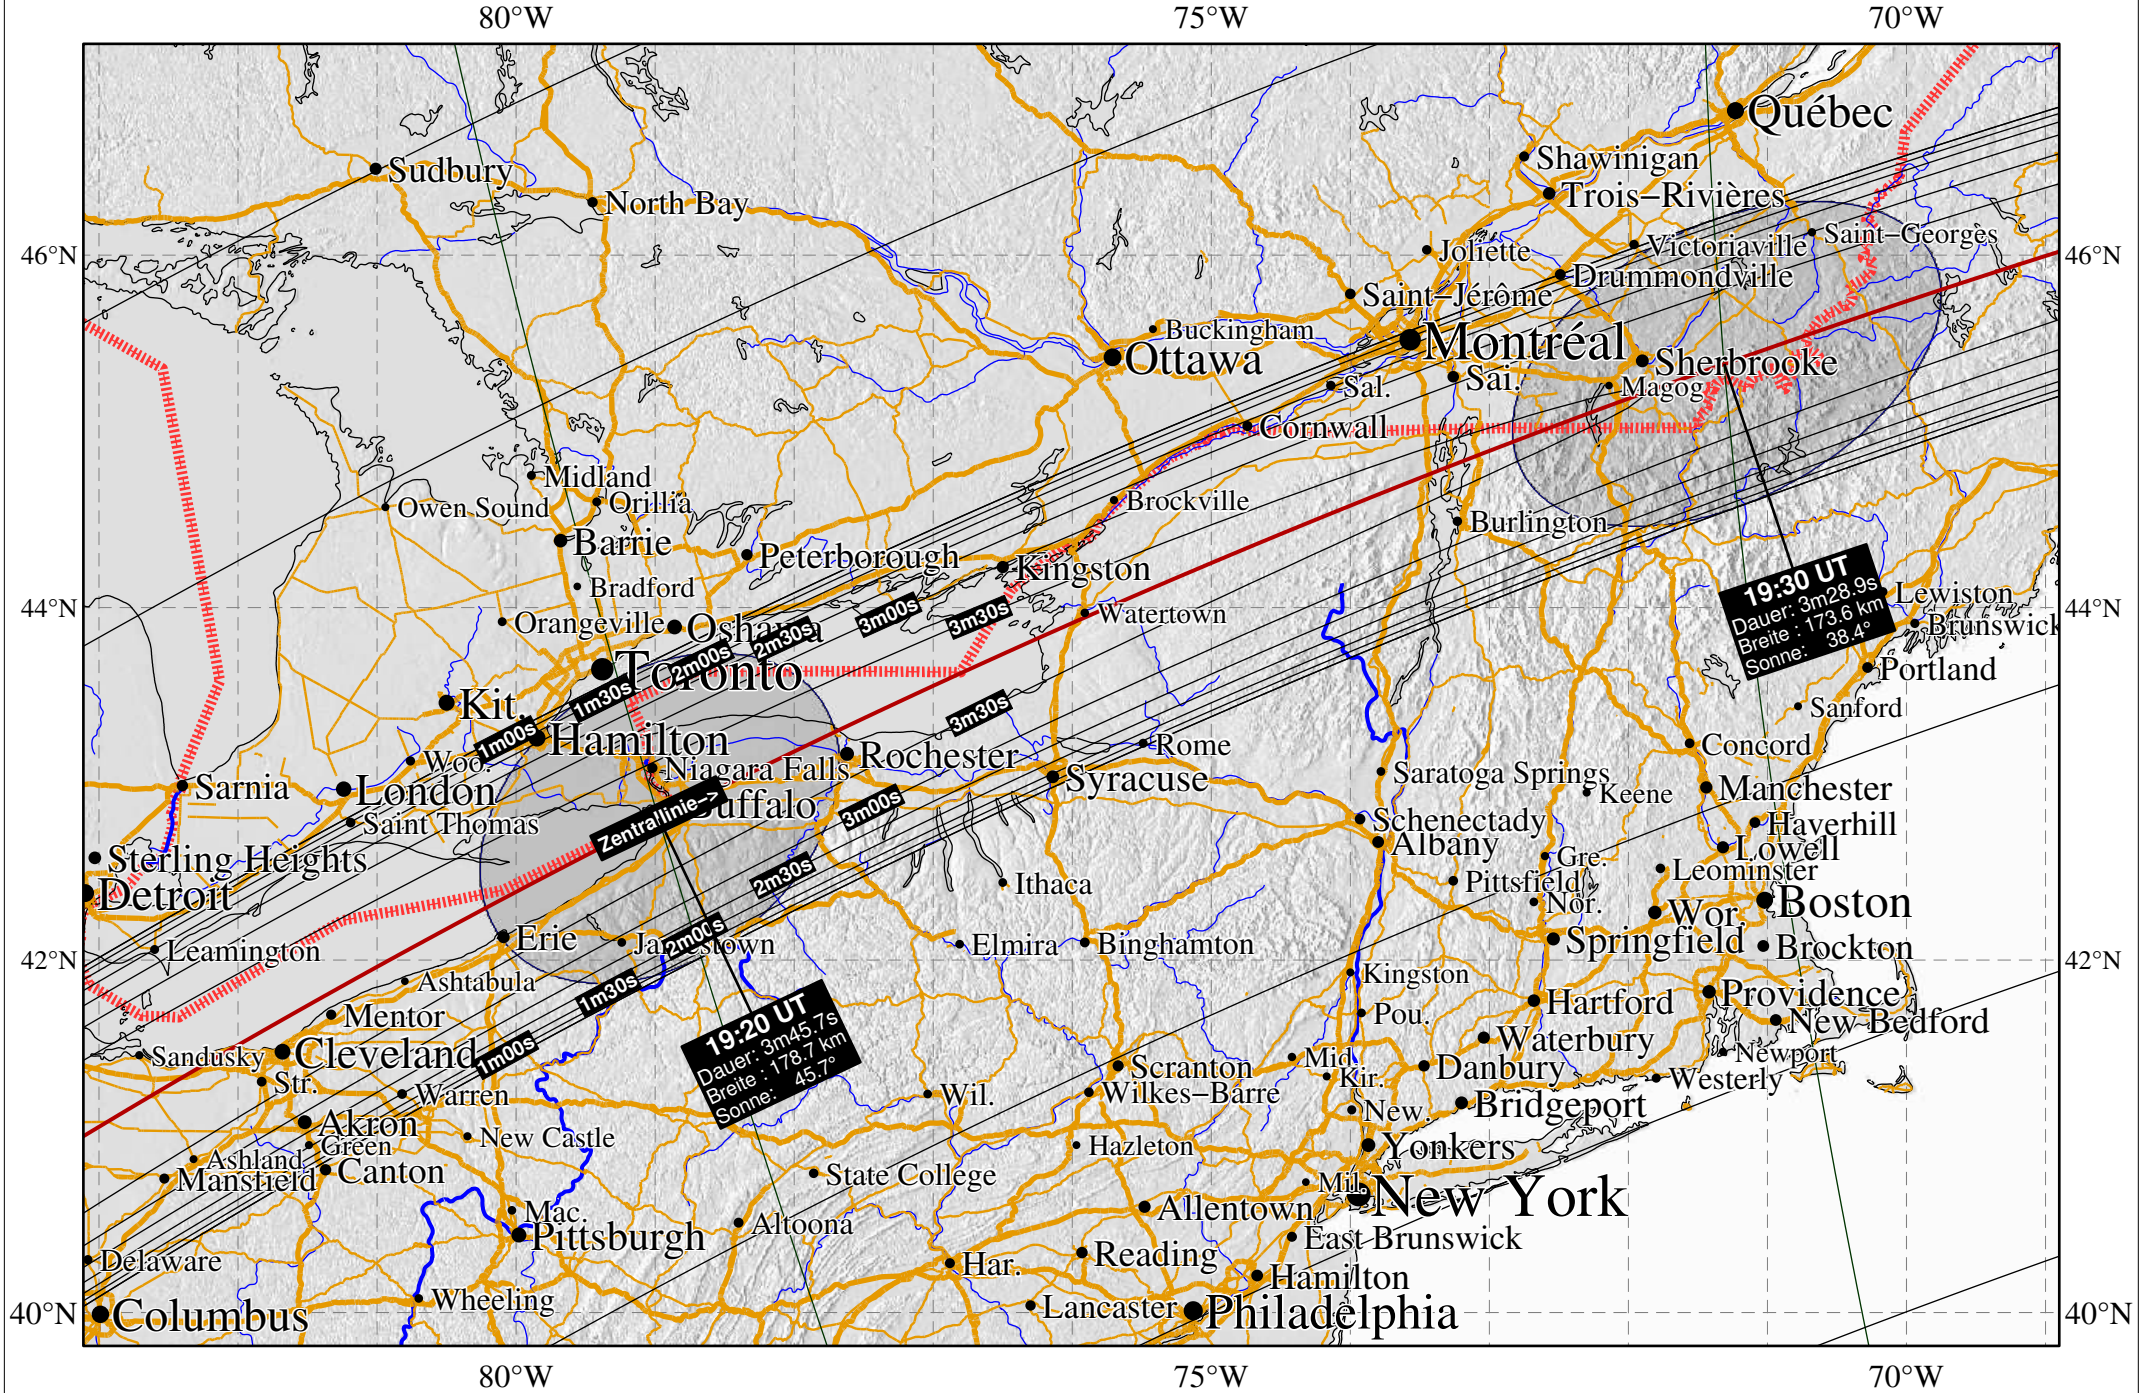 80°W 75°W 70°W
Québec
Shawinigan
Sudbury
Trois−Rivières
North Bay
Saint−Georges
Victoriaville
Joliette
46°N 46°N
Drummondville
Saint−Jérôme
Buckingham
Montréal
Ottawa
Sherbrooke
Sai.
Sal.
Magog
Cornwall
Midland
Brockville
Orillia
Owen Sound
Burlington
Barrie
Peterborough
Kingston
19:30 UT
Dauer: 3m28.9s
Breite : 173.6 km
Sonne: 38.4°
Bradford
Lewiston
44°N 44°N
3m00s
3m30s
Watertown
Orangeville
Oshawa
2m30s
Brunswick
2m00s
Toronto
Portland
1m30s
Kit.
3m30s
Sanford
1m00s
Hamilton
Rome
Concord
Rochester
Woo.
Niagara Falls
Saratoga Springs
Syracuse
Sarnia
London
Keene
Manchester
3m00s
Buffalo
Zentrallinie−>
Saint Thomas
Schenectady
Haverhill
Albany
Lowell
Sterling Heights
Gre.
Leominster
2m30s
Ithaca
Pittsfield
Detroit
Nor.
Wor.
Boston
2m00s
Erie
Jamestown
Elmira
Binghamton
Springfield
Brockton
Leamington
42°N 42°N
Kingston
Ashtabula
1m30s
Providence
Hartford
Mentor
Pou.
New Bedford
19:20 UT
Dauer: 3m45.7s
Breite : 178.7 km
Sonne: 45.7°
Waterbury
Sandusky
Cleveland
1m00s
Mid.
Newport
Scranton
Danbury
Str.
Kir.
Westerly
Warren
Wil.
Wilkes−Barre
New.
Bridgeport
Akron
New Castle
Green
Hazleton
Yonkers
Ashland
Mansfield
Canton
State College
Mil.
New York
Mac.
Allentown
Altoona
Pittsburgh
East Brunswick
Reading
Delaware
Har.
Hamilton
Wheeling
Lancaster
40°N 40°N
Columbus
Philadelphia
80°W 75°W 70°W